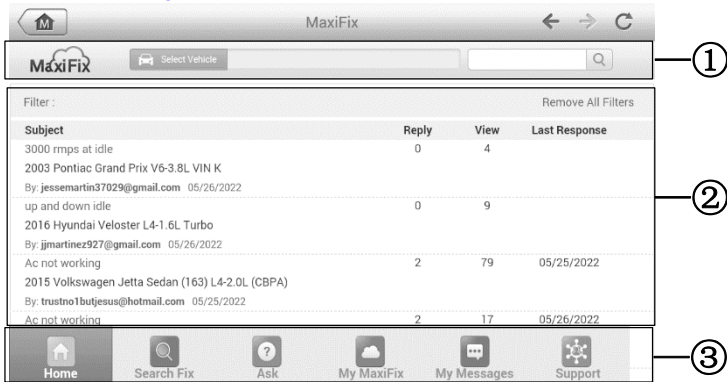 M MaxiFix
MaxiFix Select Vehicle ①
Filter : Remove All Filters
Subject Reply View Last Response
3000 rmps at idle 0 4
2003 Pontiac Grand Prix V6-3.8L VIN K
By: jessemartin37029@gmail.com 05/26/2022
up and down idle 0 9
②
2016 Hyundai Veloster L4-1.6L Turbo
By: jjmartinez927@gmail.com 05/26/2022
Ac not working 2 79 05/25/2022
2015 Volkswagen Jetta Sedan (163) L4-2.0L (CBPA)
By: trustno1butjesus@hotmail.com 05/25/2022
Ac not working 2 17 05/26/2022
Home Search Fix Ask My MaxiFix My Messages Support ③